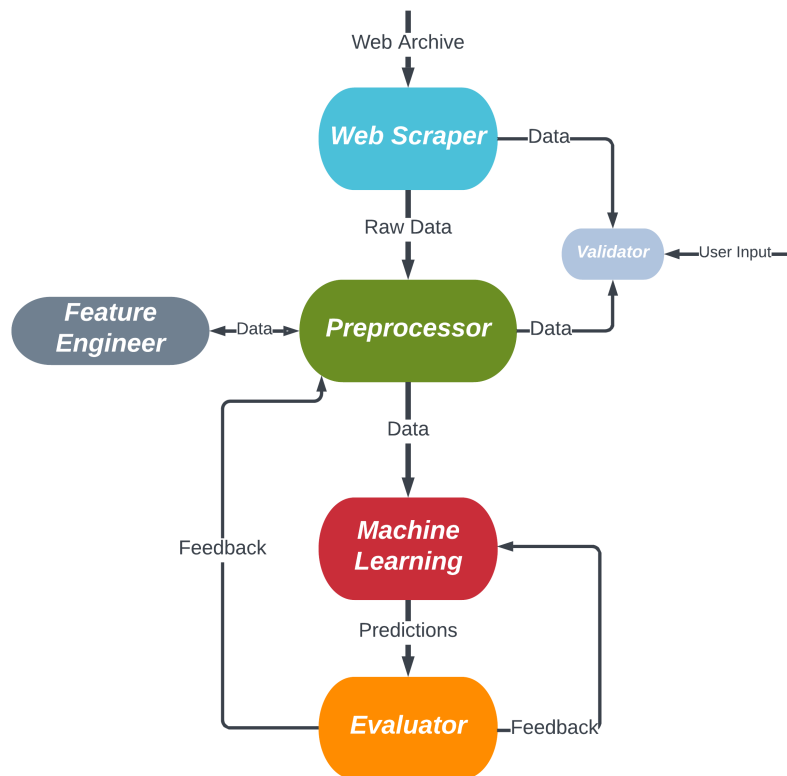 Web Archive
Web Scraper
Data
Raw Data
Validator
User Input
Feature
Engineer
Data
Preprocessor
Data
Data
Machine
Learning
Feedback
Predictions
Evaluator
Feedback